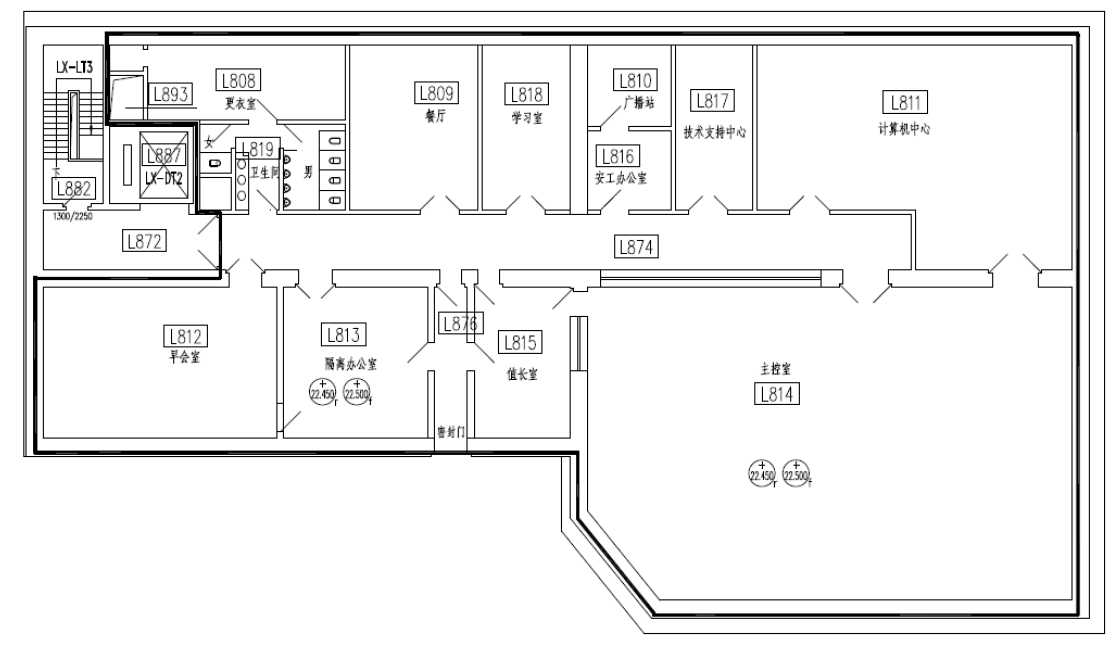 LX-LT3
L893
L808
更衣室
L809
餐厅
L818
学习室
L810
广播站
L817
技术支持中心
L811
计算机中心
女
L887
LX-DT2
L819
卫生间
男
L816
安工办公室
下
L882
1300/2250
L872
L874
L812
早会室
L813
隔离办公室
22.450 r
22.500 f
L876
L815
值长室
密封门
主控室
L814
22.450 r
22.500 f